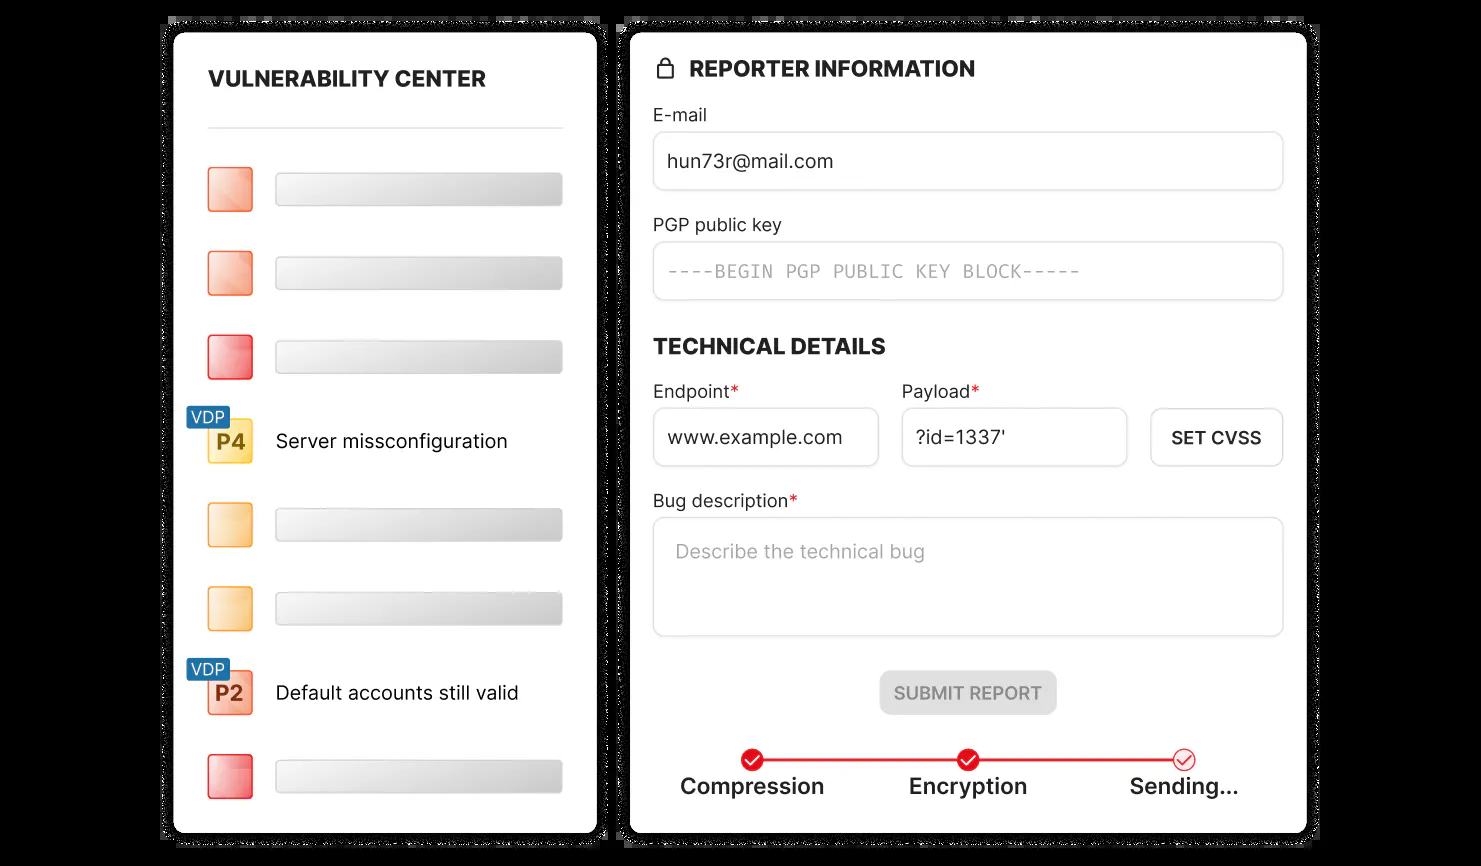 VULNERABILITY CENTER
VDP
P4
Server missconfiguration
VDP
P2
Default accounts still valid
REPORTER INFORMATION
E-mail
hun73r@mail.com
PGP public key
----BEGIN PGP PUBLIC KEY BLOCK-----
TECHNICAL DETAILS
Endpoint* Payload*
www.example.com ?id=1337' SET CVSS
Bug description*
Describe the technical bug
SUBMIT REPORT
Compression Encryption Sending...